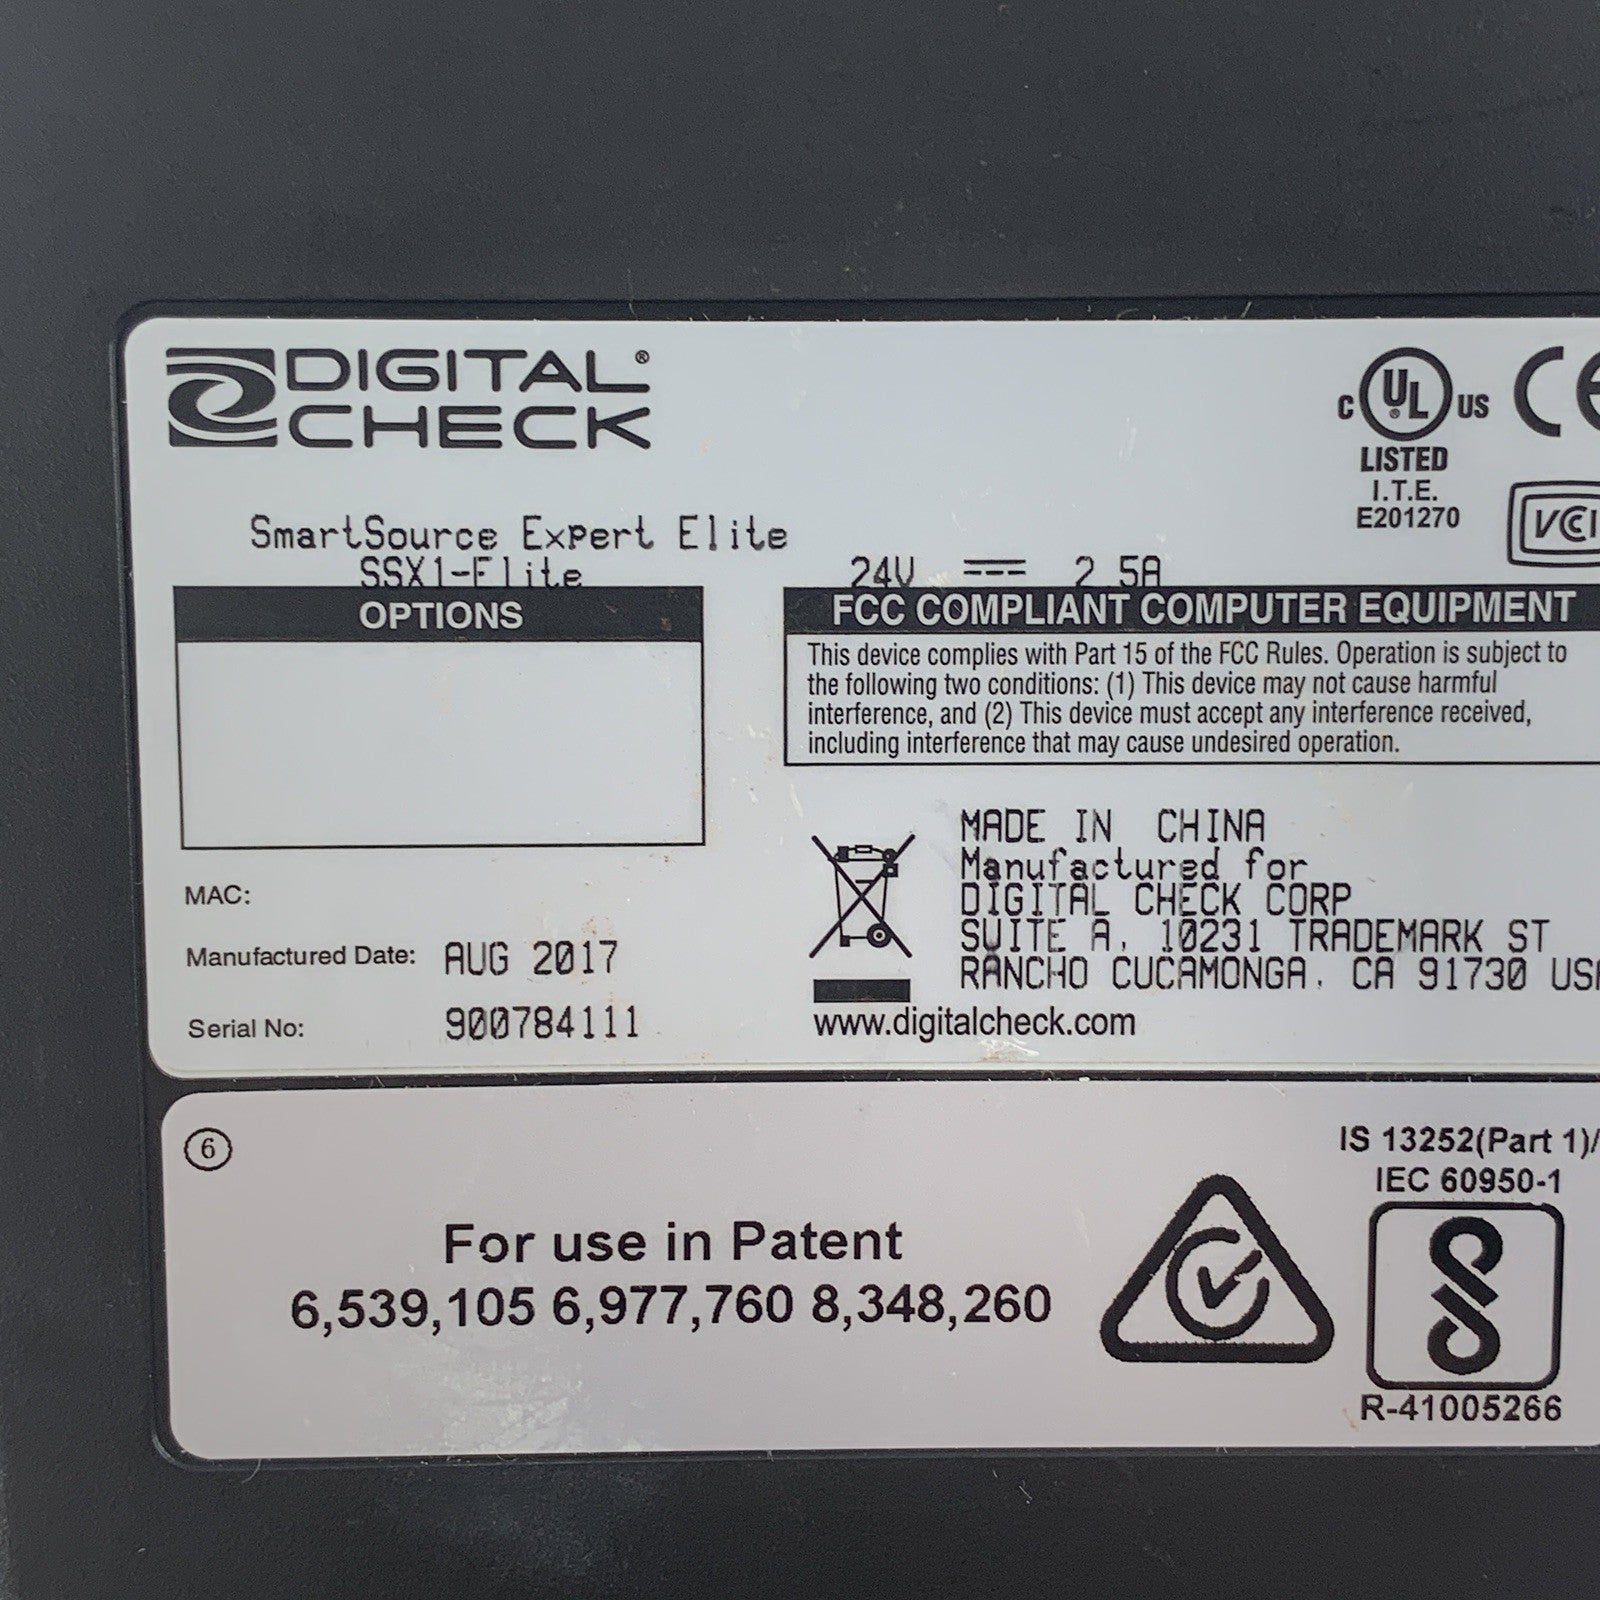 DIGITAL®
CHECK
C UL® US
LISTED
I.T.E.
E201270
CE
VCI
SmartSource Expert Elite
SSX1-Elite
24V 2.5A
OPTIONS
FCC COMPLIANT COMPUTER EQUIPMENT
This device complies with Part 15 of the FCC Rules. Operation is subject to
the following two conditions: (1) This device may not cause harmful
interference, and (2) This device must accept any interference received,
including interference that may cause undesired operation.
MADE IN CHINA
Manufactured for
DIGITAL CHECK CORP
SUITE A, 10231 TRADEMARK ST
RANCHO CUCAMONGA, CA 91730 USA
www.digitalcheck.com
MAC:
Manufactured Date: AUG 2017
Serial No: 900784111
6
For use in Patent
6,539,105 6,977,760 8,348,260
IS 13252(Part 1)/
IEC 60950-1
R-41005266